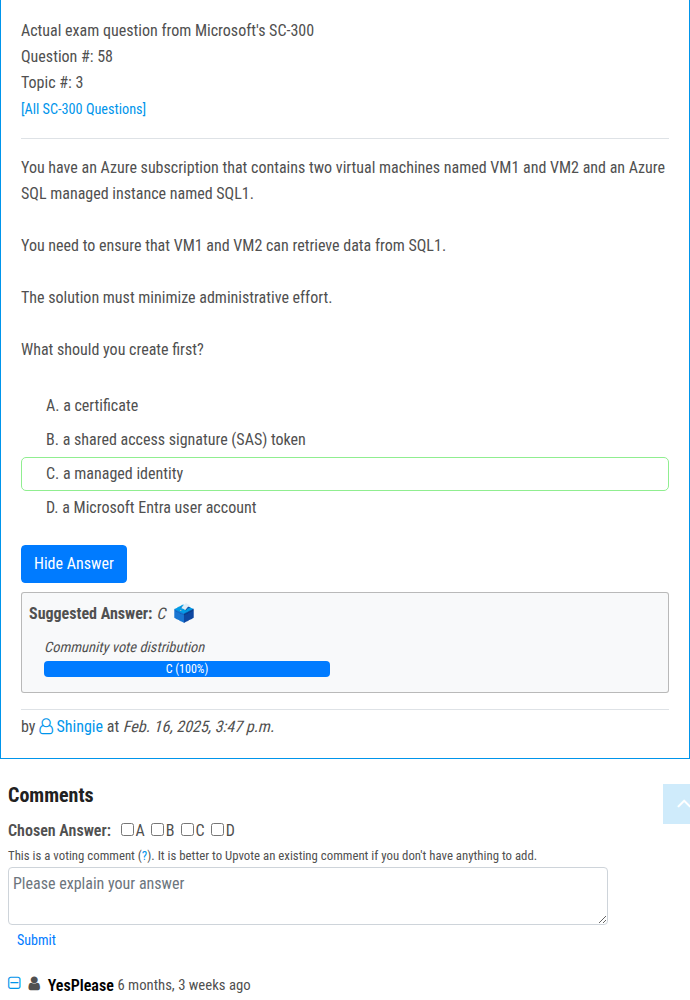 Actual exam question from Microsoft's SC-300
Question #: 58
Topic #: 3
[All SC-300 Questions]
You have an Azure subscription that contains two virtual machines named VM1 and VM2 and an Azure
SQL managed instance named SQL1.
You need to ensure that VM1 and VM2 can retrieve data from SQL1.
The solution must minimize administrative effort.
What should you create first?
A. a certificate
B. a shared access signature (SAS) token
C. a managed identity
D. a Microsoft Entra user account
Hide Answer
Suggested Answer: C
Community vote distribution
C (100%)
by Shingie at Feb. 16, 2025, 3:47 p.m.
Comments
Chosen Answer: A B C D
This is a voting comment (?). It is better to Upvote an existing comment if you don't have anything to add.
Please explain your answer
Submit
YesPlease 6 months, 3 weeks ago